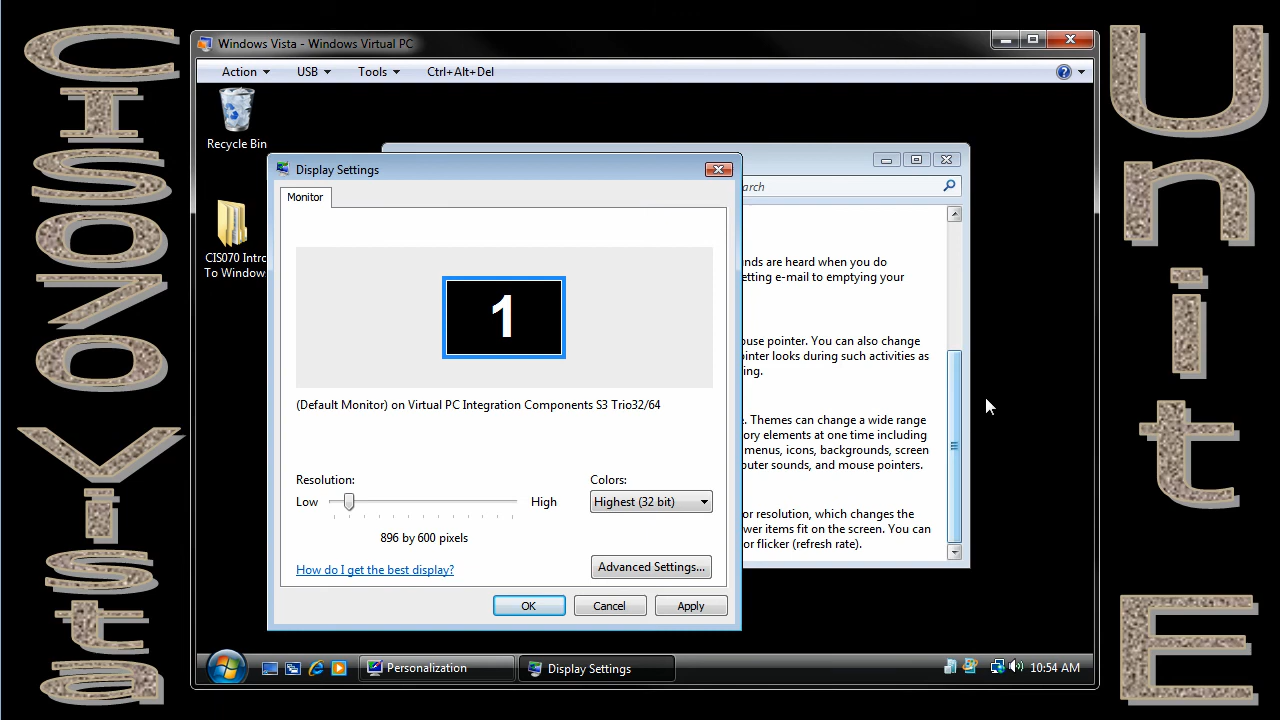 CIS070 Vista
Unit E
Windows Vista - Windows Virtual PC
Action
USB
Tools
Ctrl+Alt+Del
Recycle Bin
CIS070 Intro
To Window
Display Settings
Monitor
1
(Default Monitor) on Virtual PC Integration Components S3 Trio32/64
Resolution:
Low
High
896 by 600 pixels
Colors:
Highest (32 bit)
How do I get the best display?
Advanced Settings...
OK
Cancel
Apply
earch
nds are heard when you do
etting e-mail to emptying your
use pointer. You can also change
inter looks during such activities as
ing.
e. Themes can change a wide range
ory elements at one time including
menus, icons, backgrounds, screen
outer sounds, and mouse pointers.
or resolution, which changes the
wer items fit on the screen. You can
or flicker (refresh rate).
Personalization
Display Settings
10:54 AM